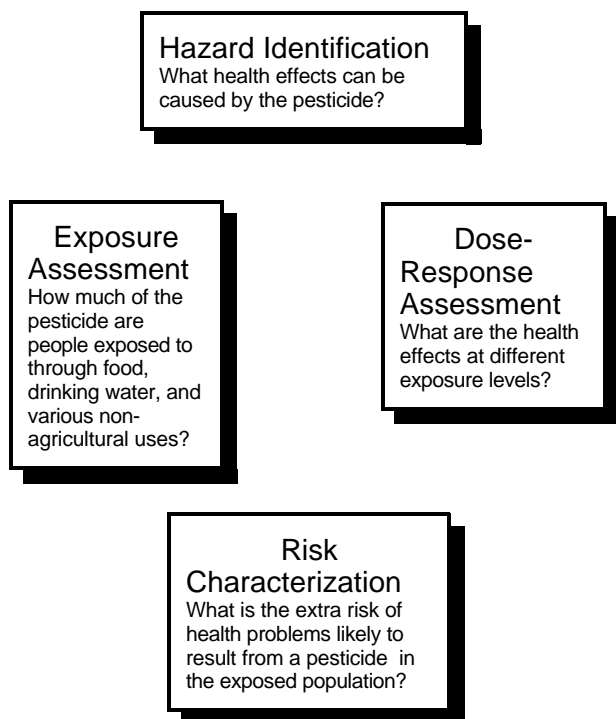 Hazard Identification
What health effects can be
caused by the pesticide?
Exposure
Assessment
How much of the
pesticide are
people exposed to
through food,
drinking water, and
various non-
agricultural uses?
Dose-
Response
Assessment
What are the health
effects at different
exposure levels?
Risk
Characterization
What is the extra risk of
health problems likely to
result from a pesticide in
the exposed population?